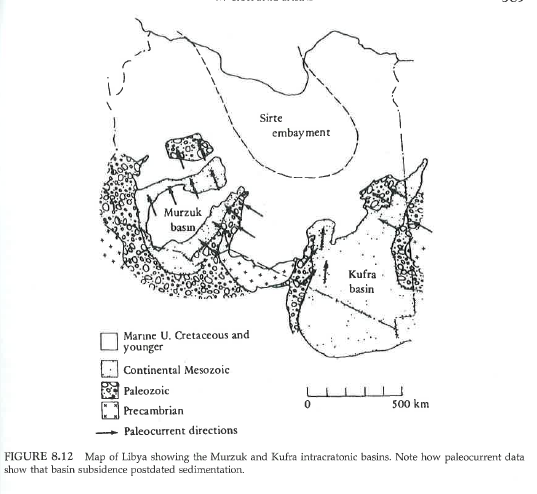 Sirte
embayment
Murzuk
basin
Kufra
basin
Marine U. Cretaceous and
younger
Continental Mesozoic
Paleozoic
Precambrian
Paleocurrent directions
0 500 km
FIGURE 8.12 Map of Libya showing the Murzuk and Kufra intracratonic basins. Note how paleocurrent data
show that basin subsidence postdated sedimentation.